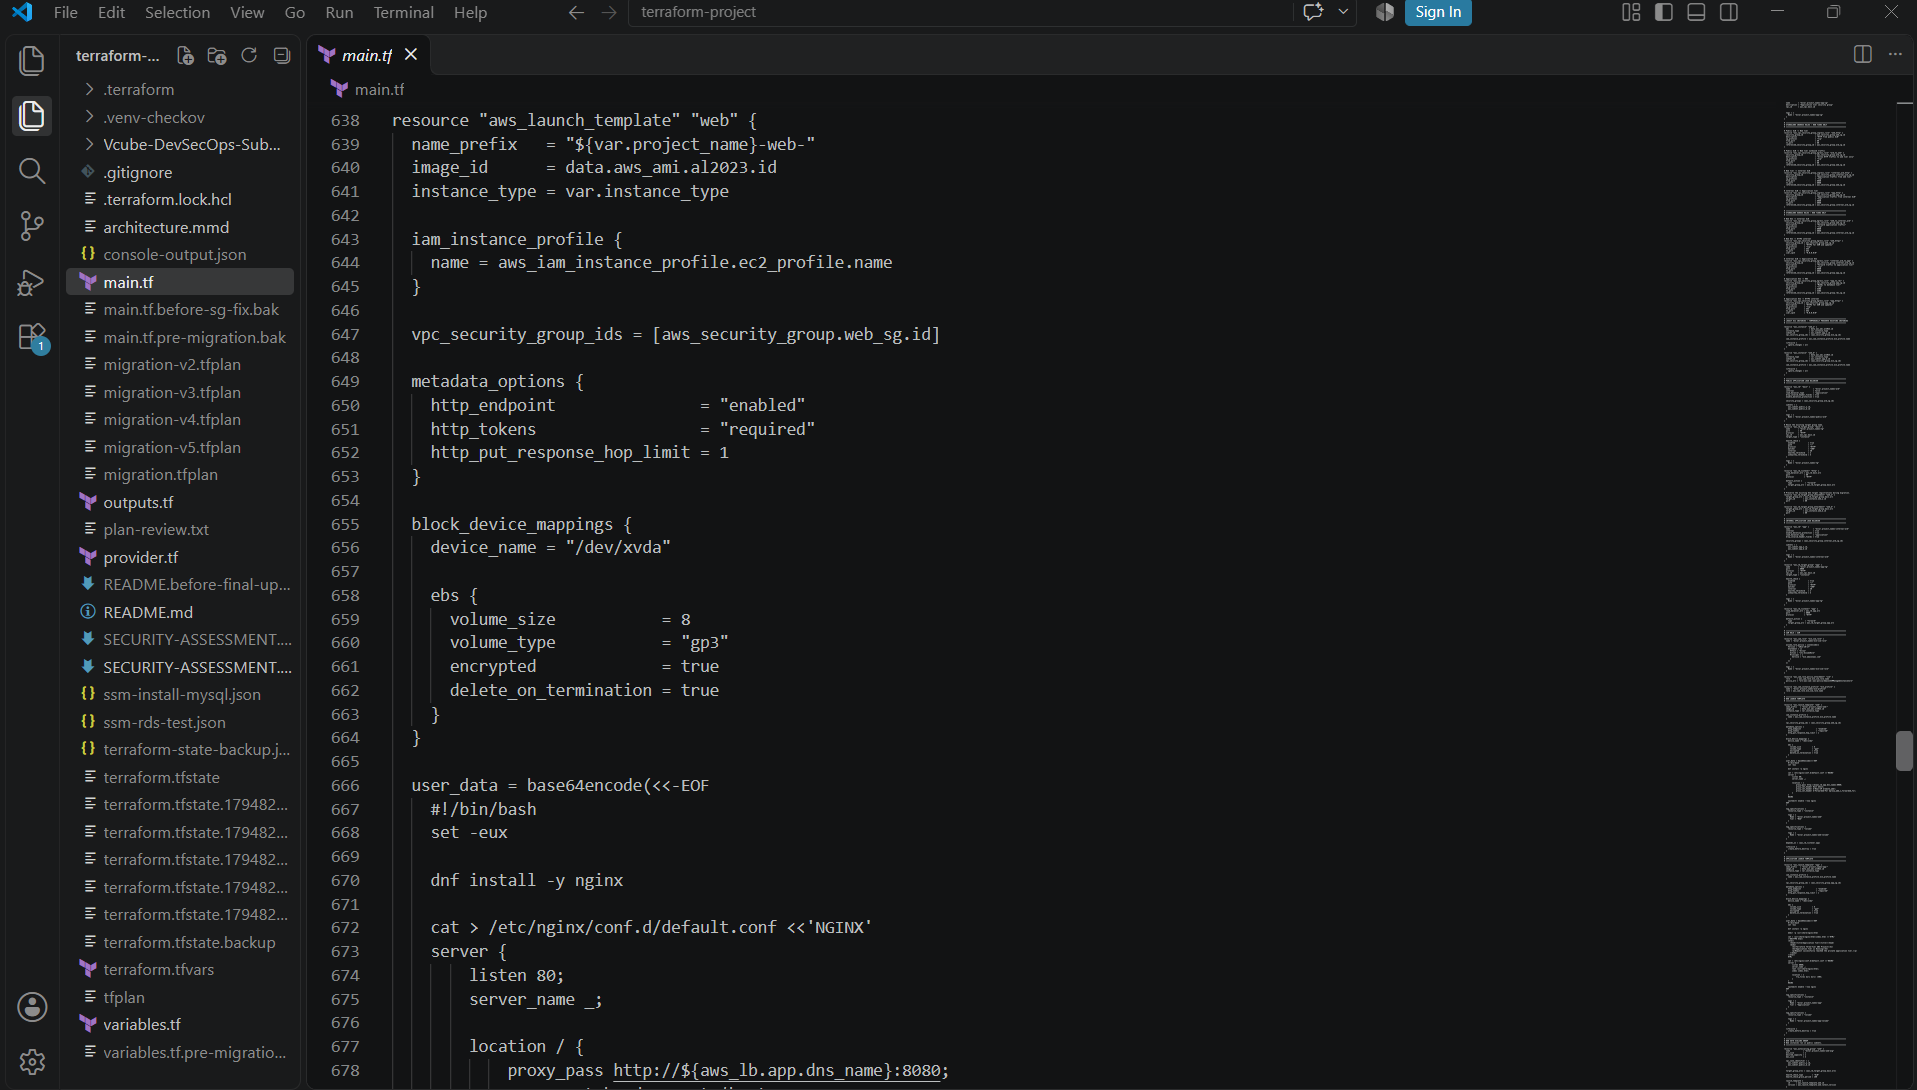 File Edit Selection View Go Run Terminal Help
terraform-project
Sign In
terraform-...
main.tf
main.tf
.terraform
.venv-checkov
Vcube-DevSecOps-Sub...
.gitignore
.terraform.lock.hcl
architecture.mmd
console-output.json
main.tf
main.tf.before-sg-fix.bak
main.tf.pre-migration.bak
migration-v2.tfplan
migration-v3.tfplan
migration-v4.tfplan
migration-v5.tfplan
migration.tfplan
outputs.tf
plan-review.txt
provider.tf
README.before-final-up...
README.md
SECURITY-ASSESSMENT....
SECURITY-ASSESSMENT....
ssm-install-mysql.json
ssm-rds-test.json
terraform-state-backup.j...
terraform.tfstate
terraform.tfstate.179482...
terraform.tfstate.179482...
terraform.tfstate.179482...
terraform.tfstate.179482...
terraform.tfstate.179482...
terraform.tfstate.backup
terraform.tfvars
tfplan
variables.tf
variables.tf.pre-migratio...
1
638 resource "aws_launch_template" "web" {
639 name_prefix = "${var.project_name}-web-"
640 image_id = data.aws_ami.al2023.id
641 instance_type = var.instance_type
642
643 iam_instance_profile {
644 name = aws_iam_instance_profile.ec2_profile.name
645 }
646
647 vpc_security_group_ids = [aws_security_group.web_sg.id]
648
649 metadata_options {
650 http_endpoint = "enabled"
651 http_tokens = "required"
652 http_put_response_hop_limit = 1
653 }
654
655 block_device_mappings {
656 device_name = "/dev/xvda"
657
658 ebs {
659 volume_size = 8
660 volume_type = "gp3"
661 encrypted = true
662 delete_on_termination = true
663 }
664 }
665
666 user_data = base64encode(<<-EOF
667 #!/bin/bash
668 set -eux
669
670 dnf install -y nginx
671
672 cat > /etc/nginx/conf.d/default.conf <<'NGINX'
673 server {
674 listen 80;
675 server_name _;
676
677 location / {
678 proxy_pass http://${aws_lb.app.dns_name}:8080;